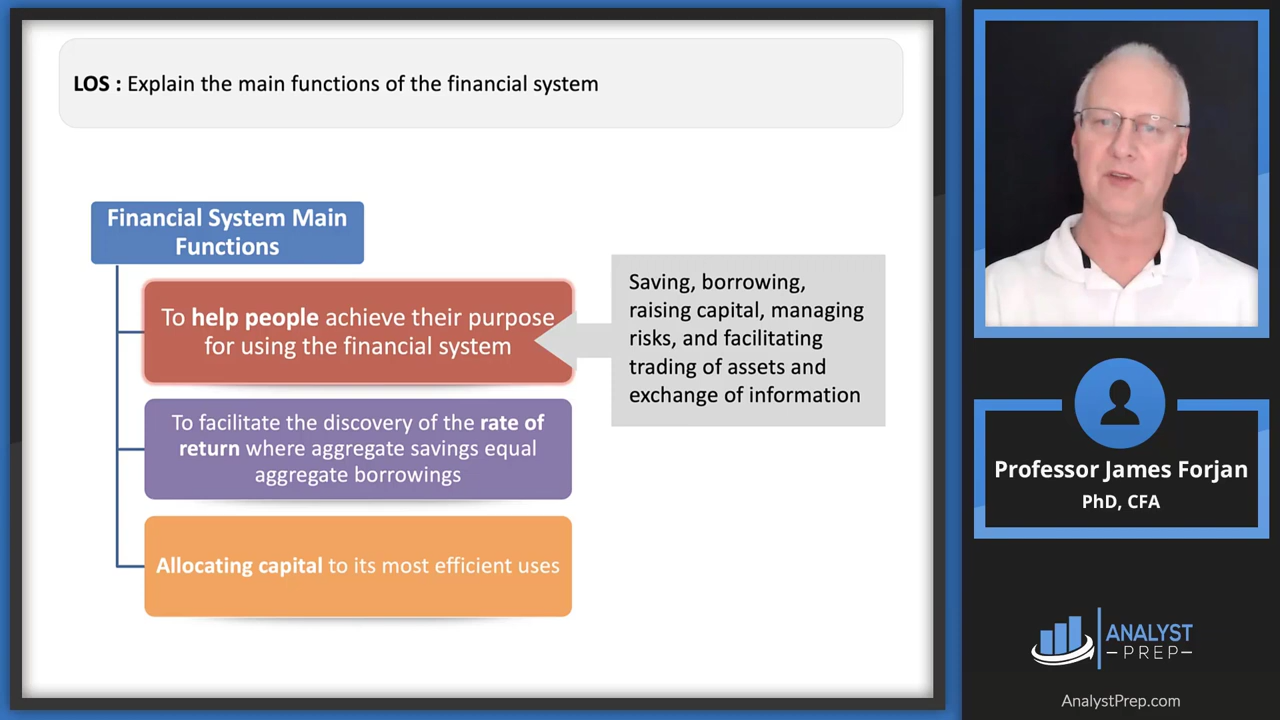 LOS : Explain the main functions of the financial system
Financial System Main
Functions
To help people achieve their purpose
for using the financial system
Saving, borrowing,
raising capital, managing
risks, and facilitating
trading of assets and
exchange of information
To facilitate the discovery of the rate of
return where aggregate savings equal
aggregate borrowings
Allocating capital to its most efficient uses
Professor James Forjan
PhD, CFA
ANALYST
PREP
AnalystPrep.com